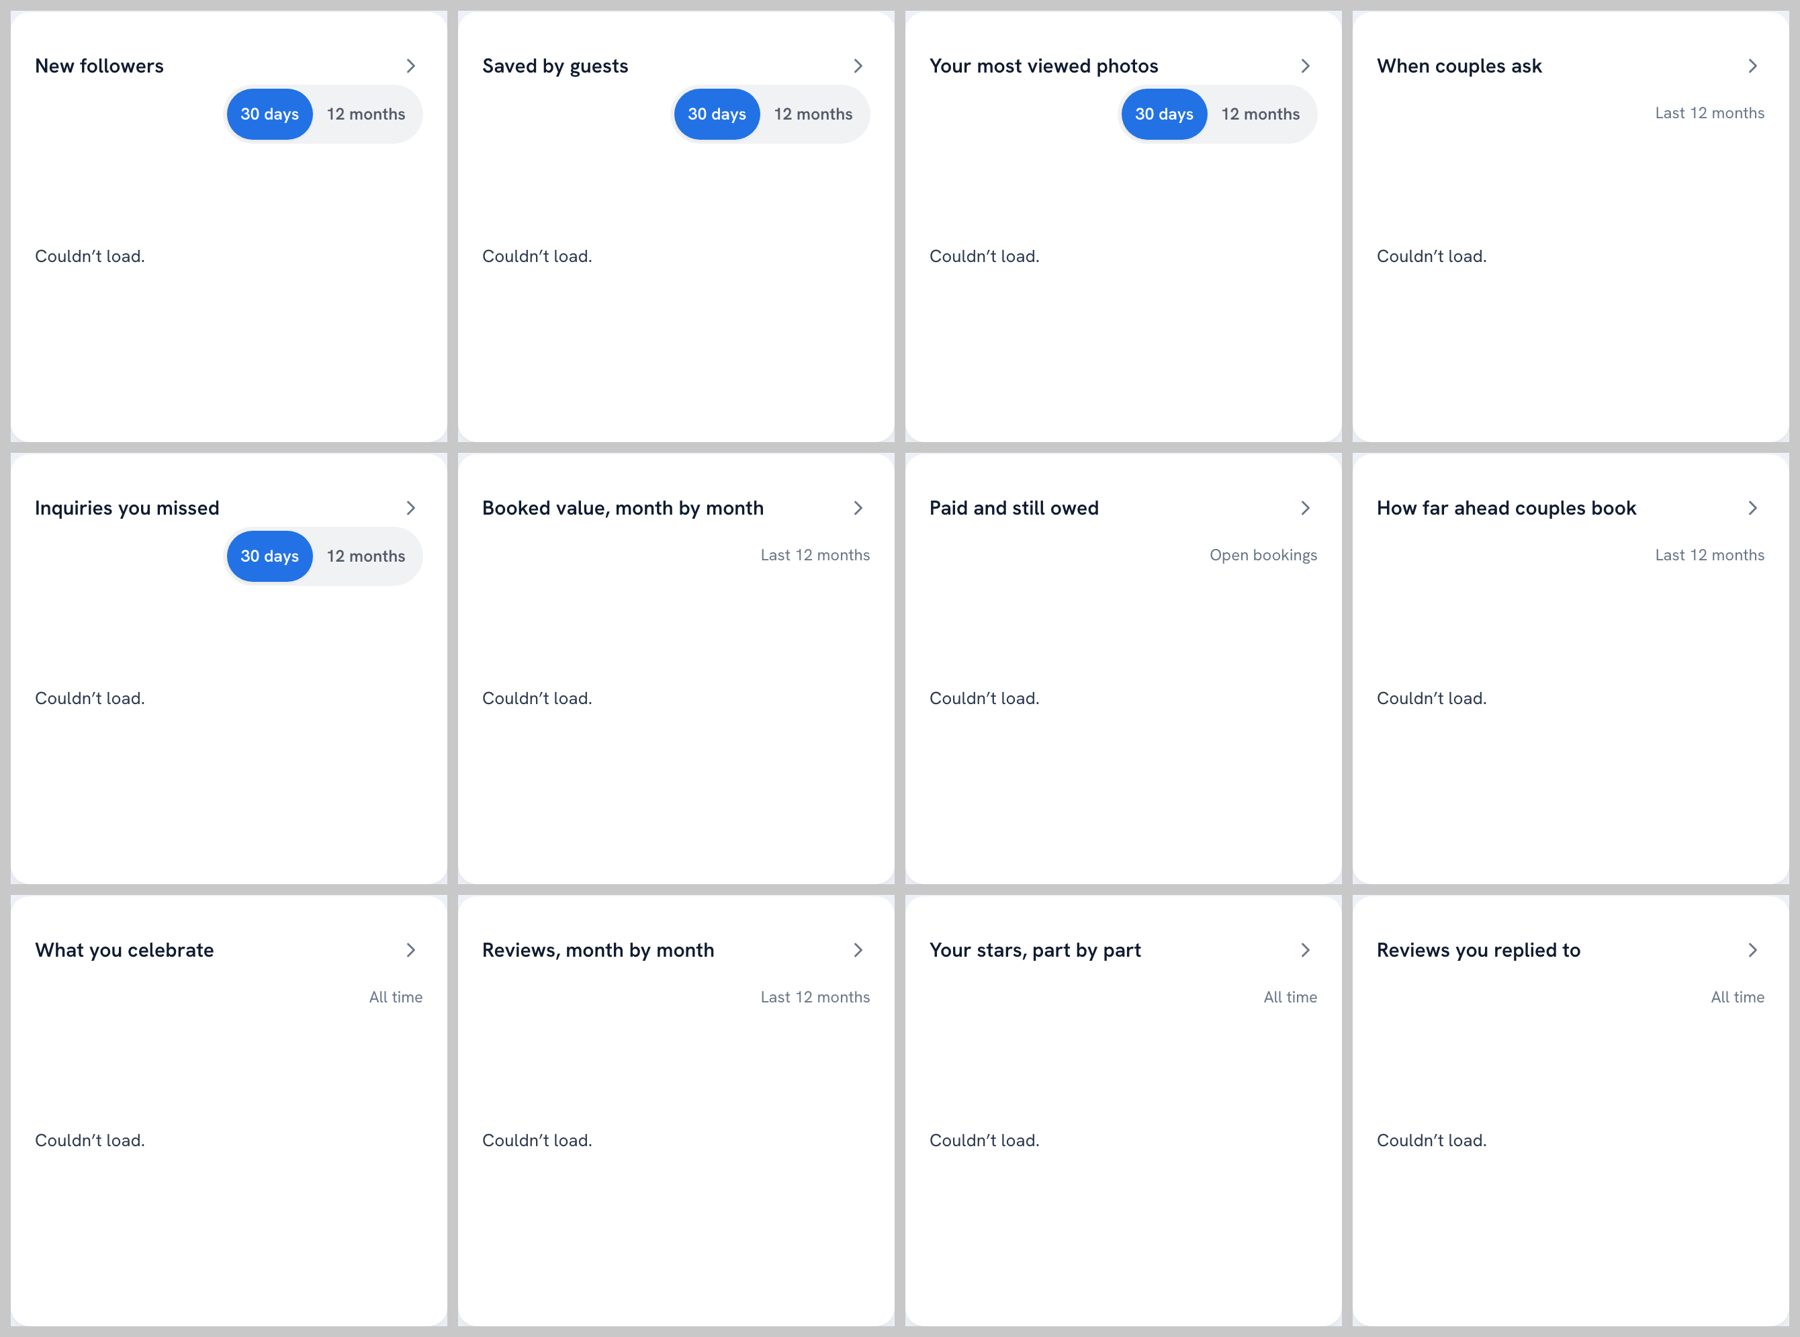 New followers
30 days 12 months
Couldn’t load.
Saved by guests
30 days 12 months
Couldn’t load.
Your most viewed photos
30 days 12 months
Couldn’t load.
When couples ask
Last 12 months
Couldn’t load.
Inquiries you missed
30 days 12 months
Couldn’t load.
Booked value, month by month
Last 12 months
Couldn’t load.
Paid and still owed
Open bookings
Couldn’t load.
How far ahead couples book
Last 12 months
Couldn’t load.
What you celebrate
All time
Couldn’t load.
Reviews, month by month
Last 12 months
Couldn’t load.
Your stars, part by part
All time
Couldn’t load.
Reviews you replied to
All time
Couldn’t load.